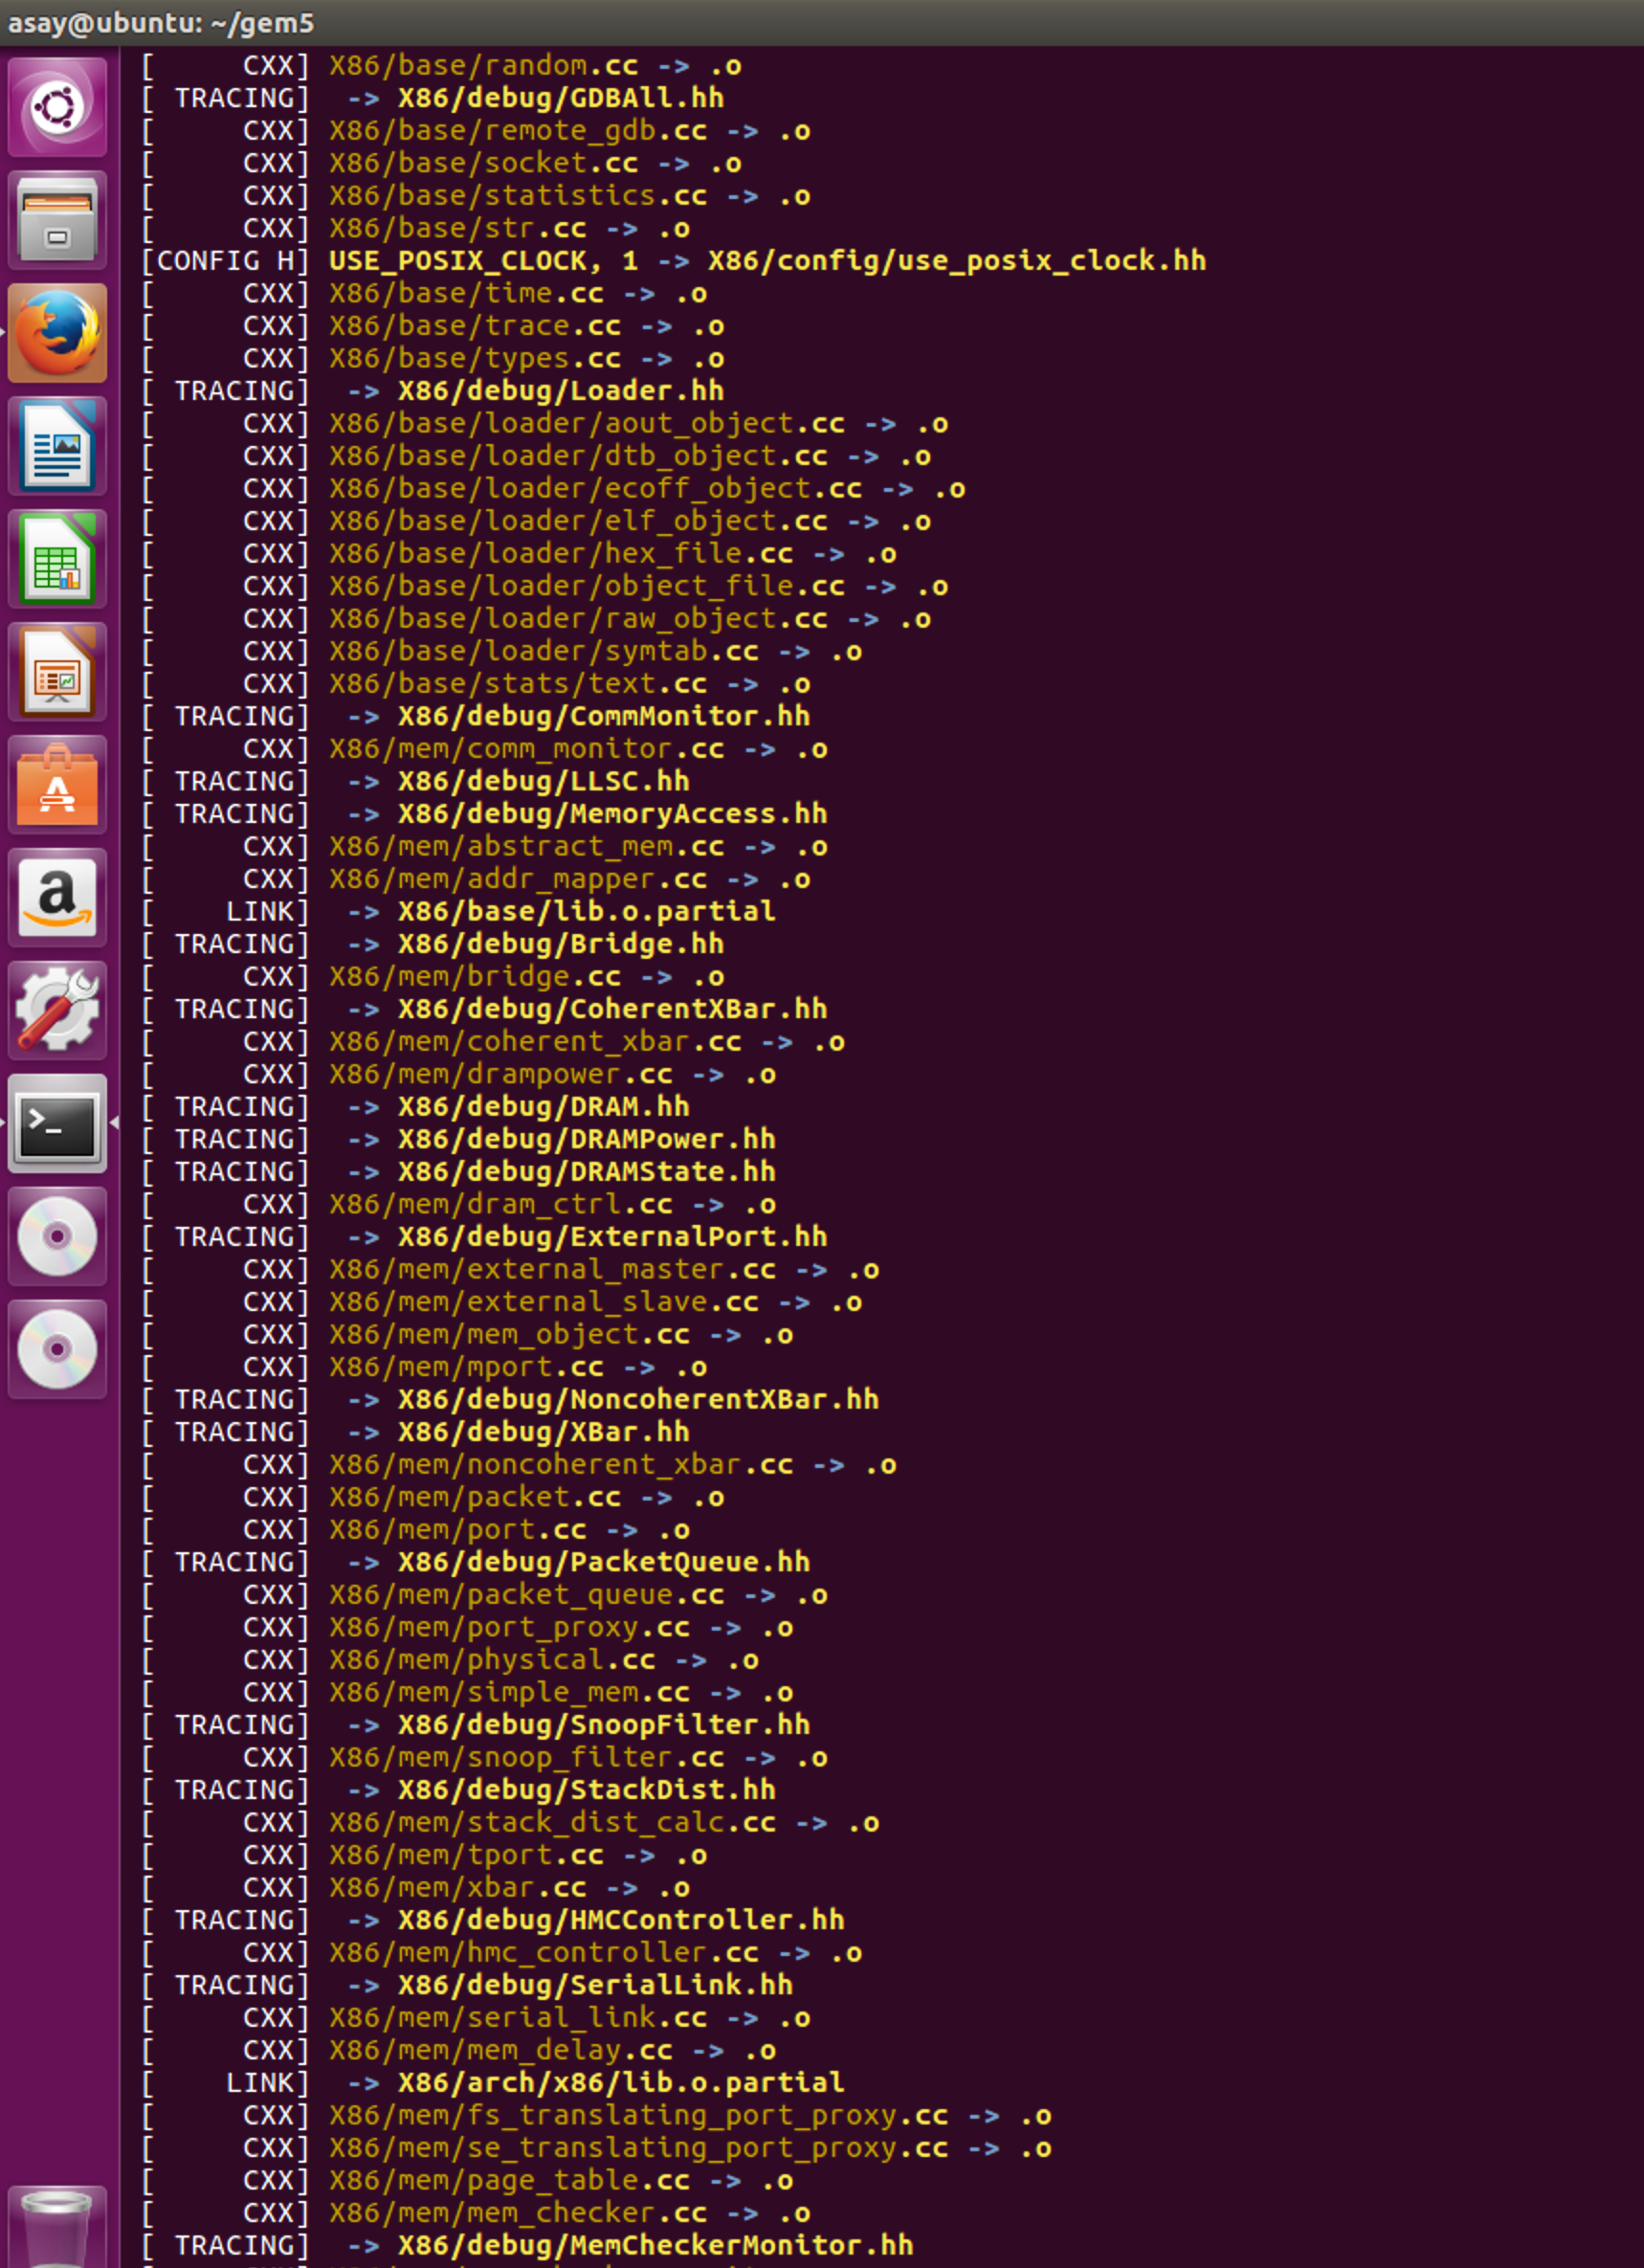 asay@ubuntu: ~/gem5
[     CXX] X86/base/random.cc -> .o
[ TRACING]  -> X86/debug/GDBAll.hh
[     CXX] X86/base/remote_gdb.cc -> .o
[     CXX] X86/base/socket.cc -> .o
[     CXX] X86/base/statistics.cc -> .o
[     CXX] X86/base/str.cc -> .o
[CONFIG H] USE_POSIX_CLOCK, 1 -> X86/config/use_posix_clock.hh
[     CXX] X86/base/time.cc -> .o
[     CXX] X86/base/trace.cc -> .o
[     CXX] X86/base/types.cc -> .o
[ TRACING]  -> X86/debug/Loader.hh
[     CXX] X86/base/loader/aout_object.cc -> .o
[     CXX] X86/base/loader/dtb_object.cc -> .o
[     CXX] X86/base/loader/ecoff_object.cc -> .o
[     CXX] X86/base/loader/elf_object.cc -> .o
[     CXX] X86/base/loader/hex_file.cc -> .o
[     CXX] X86/base/loader/object_file.cc -> .o
[     CXX] X86/base/loader/raw_object.cc -> .o
[     CXX] X86/base/loader/symtab.cc -> .o
[     CXX] X86/base/stats/text.cc -> .o
[ TRACING]  -> X86/debug/CommMonitor.hh
[     CXX] X86/mem/comm_monitor.cc -> .o
[ TRACING]  -> X86/debug/LLSC.hh
[ TRACING]  -> X86/debug/MemoryAccess.hh
[     CXX] X86/mem/abstract_mem.cc -> .o
[     CXX] X86/mem/addr_mapper.cc -> .o
[    LINK]  -> X86/base/lib.o.partial
[ TRACING]  -> X86/debug/Bridge.hh
[     CXX] X86/mem/bridge.cc -> .o
[ TRACING]  -> X86/debug/CoherentXBar.hh
[     CXX] X86/mem/coherent_xbar.cc -> .o
[     CXX] X86/mem/drampower.cc -> .o
[ TRACING]  -> X86/debug/DRAM.hh
[ TRACING]  -> X86/debug/DRAMPower.hh
[ TRACING]  -> X86/debug/DRAMState.hh
[     CXX] X86/mem/dram_ctrl.cc -> .o
[ TRACING]  -> X86/debug/ExternalPort.hh
[     CXX] X86/mem/external_master.cc -> .o
[     CXX] X86/mem/external_slave.cc -> .o
[     CXX] X86/mem/mem_object.cc -> .o
[     CXX] X86/mem/mport.cc -> .o
[ TRACING]  -> X86/debug/NoncoherentXBar.hh
[ TRACING]  -> X86/debug/XBar.hh
[     CXX] X86/mem/noncoherent_xbar.cc -> .o
[     CXX] X86/mem/packet.cc -> .o
[     CXX] X86/mem/port.cc -> .o
[ TRACING]  -> X86/debug/PacketQueue.hh
[     CXX] X86/mem/packet_queue.cc -> .o
[     CXX] X86/mem/port_proxy.cc -> .o
[     CXX] X86/mem/physical.cc -> .o
[     CXX] X86/mem/simple_mem.cc -> .o
[ TRACING]  -> X86/debug/SnoopFilter.hh
[     CXX] X86/mem/snoop_filter.cc -> .o
[ TRACING]  -> X86/debug/StackDist.hh
[     CXX] X86/mem/stack_dist_calc.cc -> .o
[     CXX] X86/mem/tport.cc -> .o
[     CXX] X86/mem/xbar.cc -> .o
[ TRACING]  -> X86/debug/HMCController.hh
[     CXX] X86/mem/hmc_controller.cc -> .o
[ TRACING]  -> X86/debug/SerialLink.hh
[     CXX] X86/mem/serial_link.cc -> .o
[     CXX] X86/mem/mem_delay.cc -> .o
[    LINK]  -> X86/arch/x86/lib.o.partial
[     CXX] X86/mem/fs_translating_port_proxy.cc -> .o
[     CXX] X86/mem/se_translating_port_proxy.cc -> .o
[     CXX] X86/mem/page_table.cc -> .o
[     CXX] X86/mem/mem_checker.cc -> .o
[ TRACING]  -> X86/debug/MemCheckerMonitor.hh